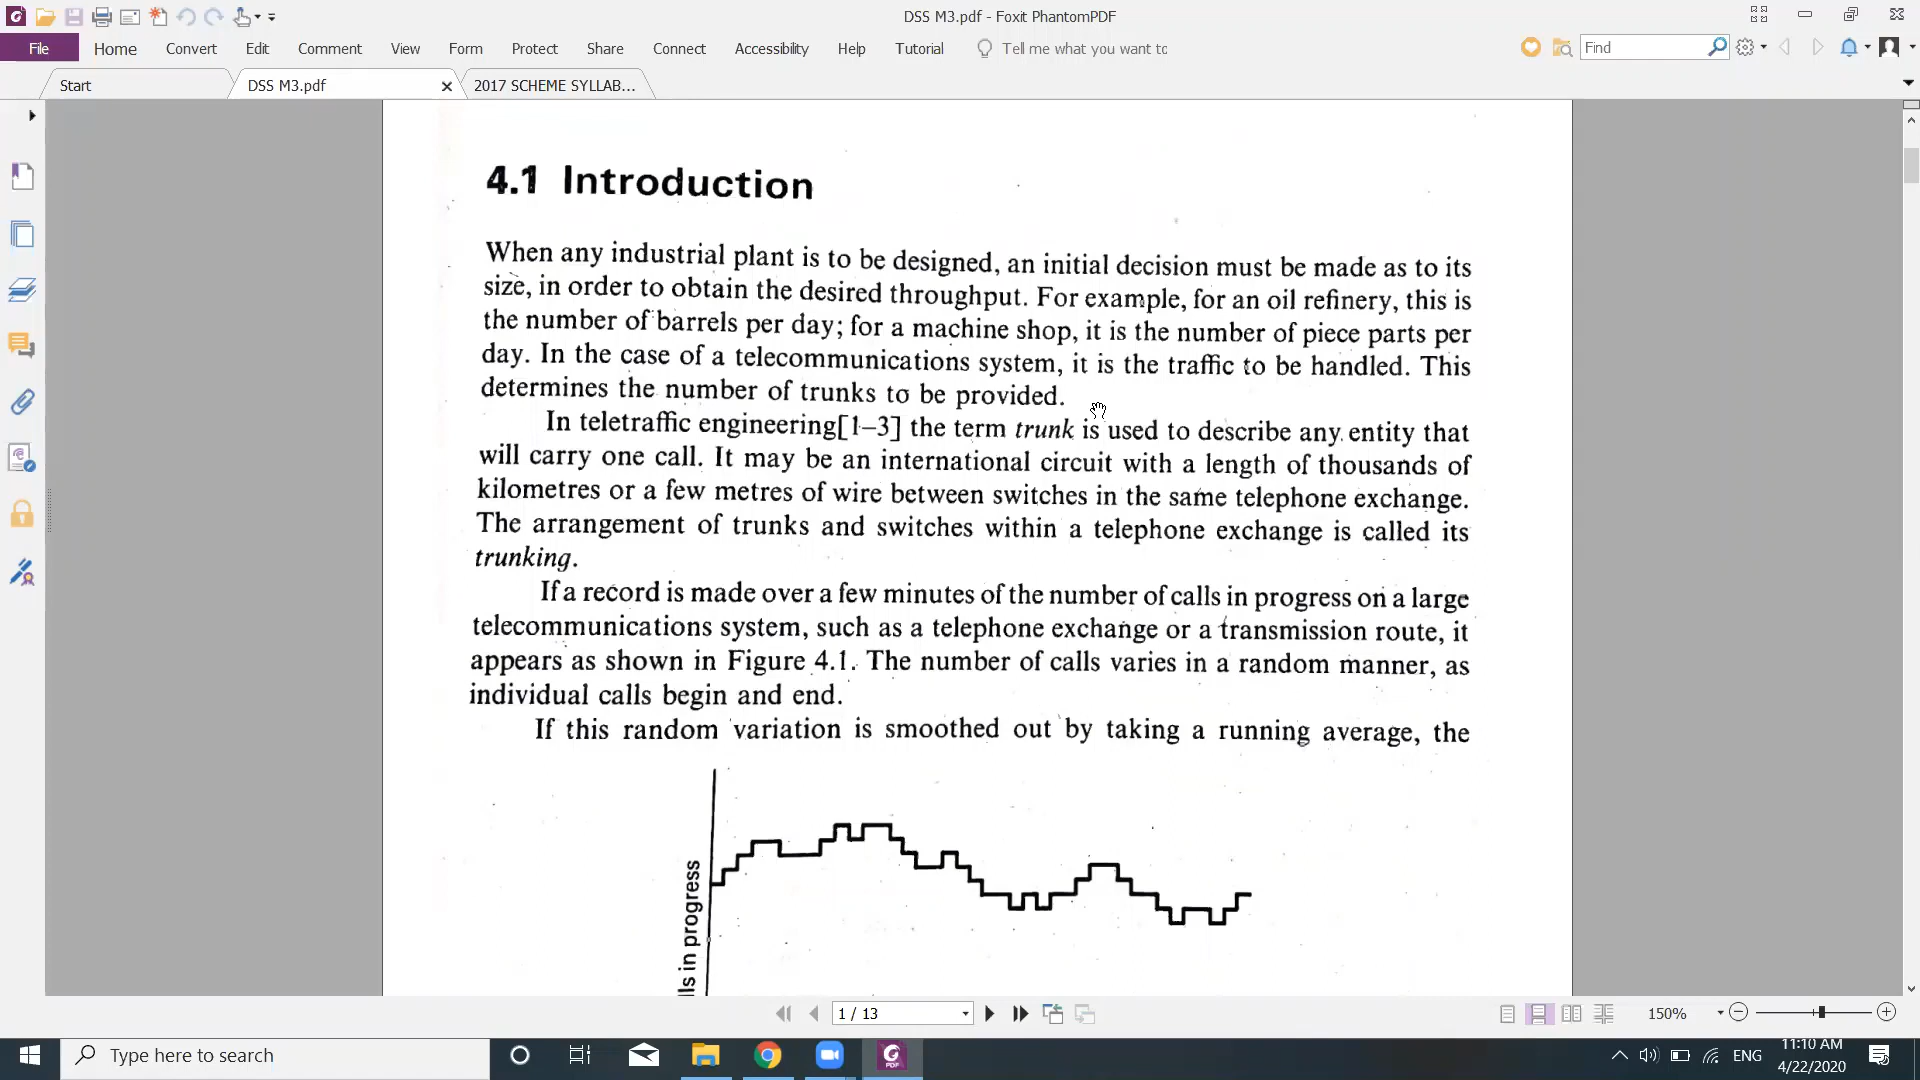 DSS M3.pdf - Foxit PhantomPDF
File Home Convert Edit Comment View Form Protect Share Connect Accessibility Help Tutorial Tell me what you want to Find
Start DSS M3.pdf 2017 SCHEME SYLLAB...
4.1 Introduction
When any industrial plant is to be designed, an initial decision must be made as to its
size, in order to obtain the desired throughput. For example, for an oil refinery, this is
the number of barrels per day; for a machine shop, it is the number of piece parts per
day. In the case of a telecommunications system, it is the traffic to be handled. This
determines the number of trunks to be provided.
In teletraffic engineering[1–3] the term trunk is used to describe any entity that
will carry one call. It may be an international circuit with a length of thousands of
kilometres or a few metres of wire between switches in the same telephone exchange.
The arrangement of trunks and switches within a telephone exchange is called its
trunking.
If a record is made over a few minutes of the number of calls in progress on a large
telecommunications system, such as a telephone exchange or a transmission route, it
appears as shown in Figure 4.1. The number of calls varies in a random manner, as
individual calls begin and end.
If this random variation is smoothed out by taking a running average, the
lls in progress
1 / 13 150%
Type here to search
PDF
ENG
11:10 AM
4/22/2020